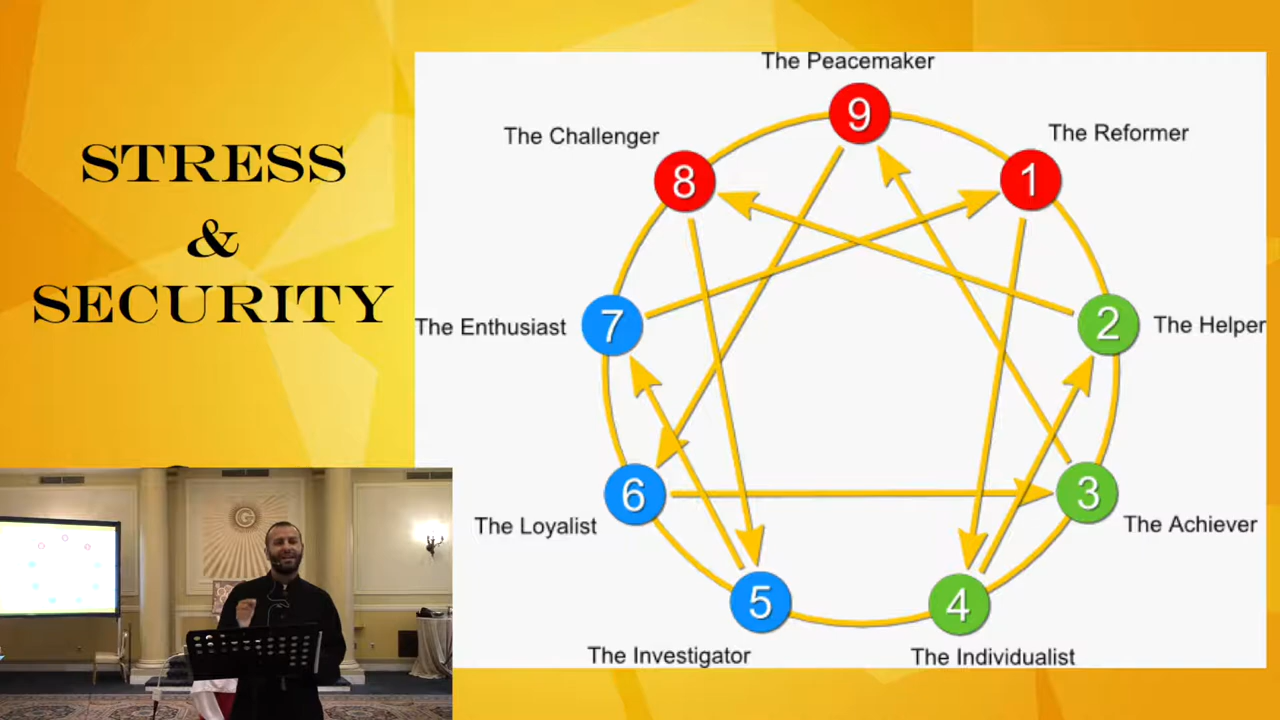 STRESS
&
SECURITY
The Peacemaker
9
The Challenger
8
The Reformer
1
The Enthusiast
7
2
The Helper
6
The Loyalist
3
The Achiever
5
The Investigator
4
The Individualist
G